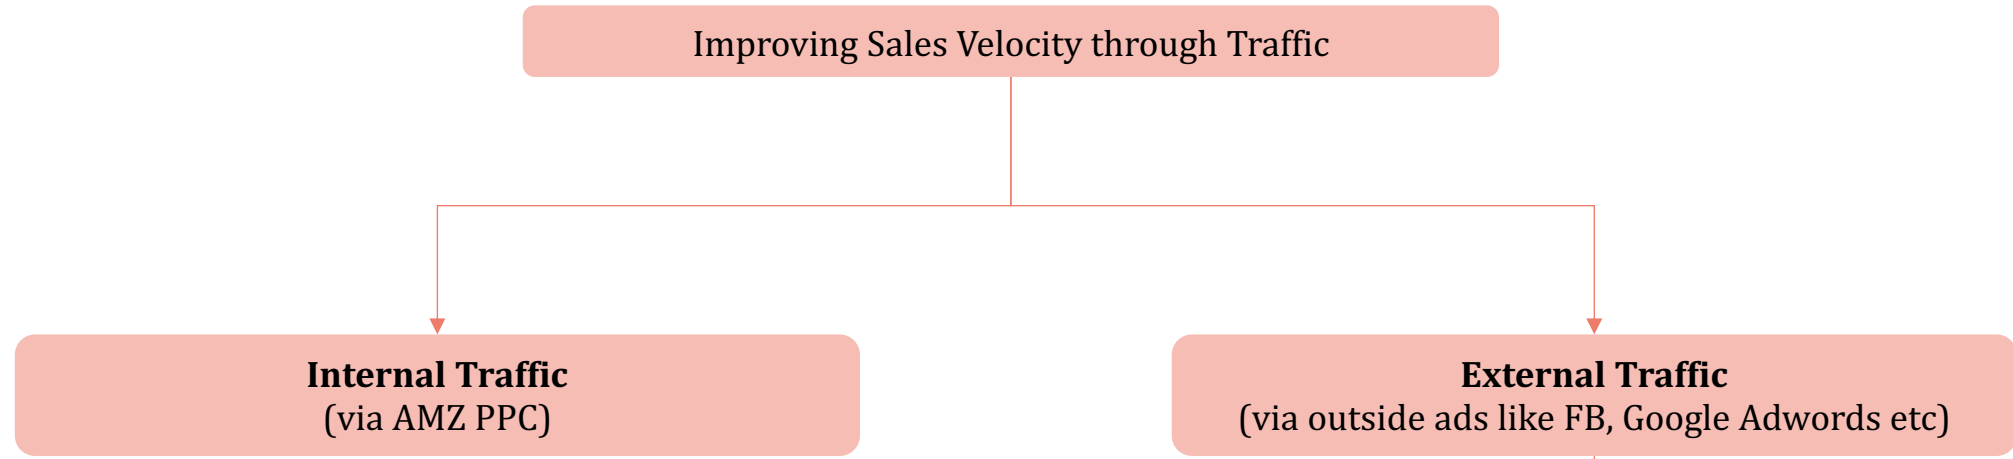 Improving Sales Velocity through Traffic
Internal Traffic
(via AMZ PPC)
External Traffic
(via outside ads like FB, Google Adwords etc)